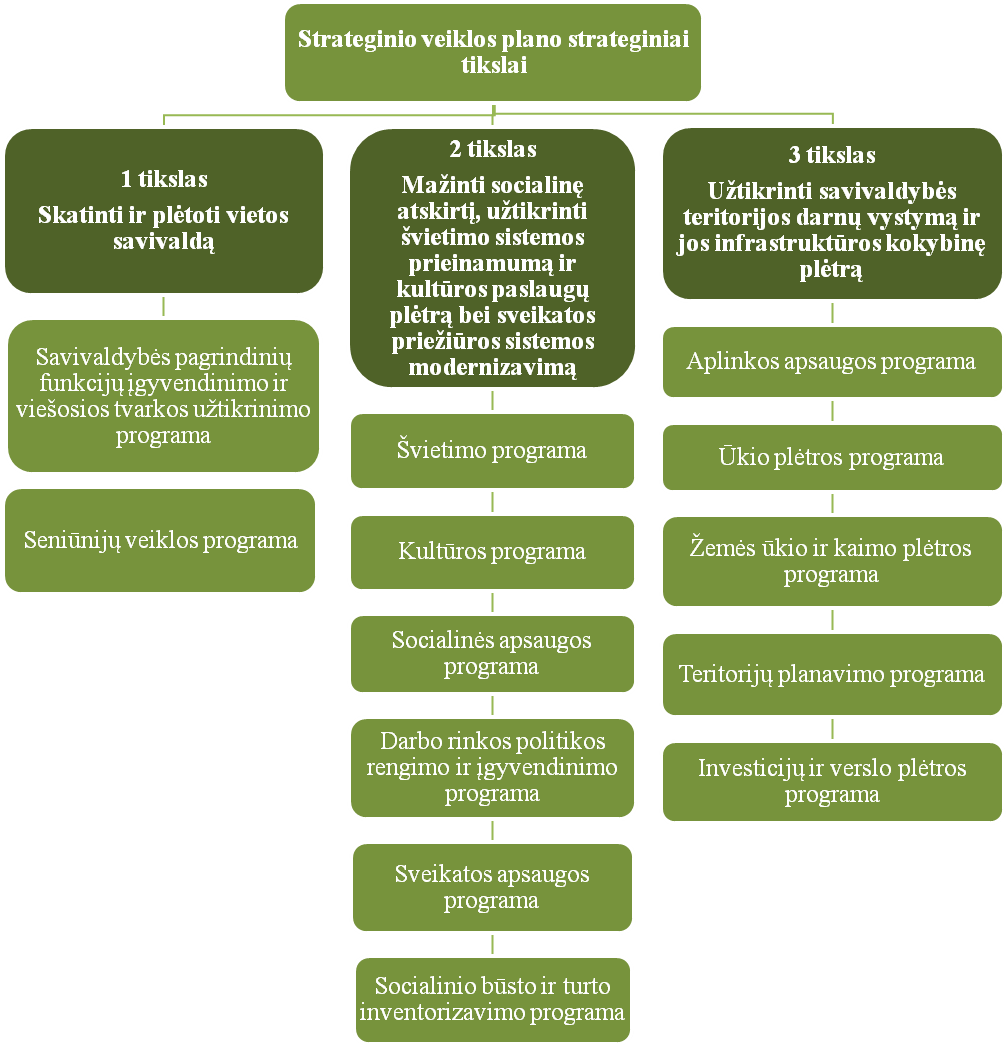 Strateginio veiklos plano strateginiai
tikslai
1 tikslas
Skatinti ir plėtoti vietos
savivaldą
Savivaldybės pagrindinių
funkcijų įgyvendinimo ir
viešosios tvarkos užtikrinimo
programa
Seniūnijų veiklos programa
2 tikslas
Mažinti socialinę
atskirtį, užtikrinti
švietimo sistemos
prieinamumą ir
kultūros paslaugų
plėtrą bei sveikatos
priežiūros sistemos
modernizavimą
Švietimo programa
Kultūros programa
Socialinės apsaugos
programa
Darbo rinkos politikos
rengimo ir įgyvendinimo
programa
Sveikatos apsaugos
programa
Socialinio būsto ir turto
inventorizavimo programa
3 tikslas
Užtikrinti savivaldybės
teritorijos darnų vystymą ir
jos infrastruktūros kokybinę
plėtrą
Aplinkos apsaugos programa
Ūkio plėtros programa
Žemės ūkio ir kaimo plėtros
programa
Teritorijų planavimo programa
Investicijų ir verslo plėtros
programa